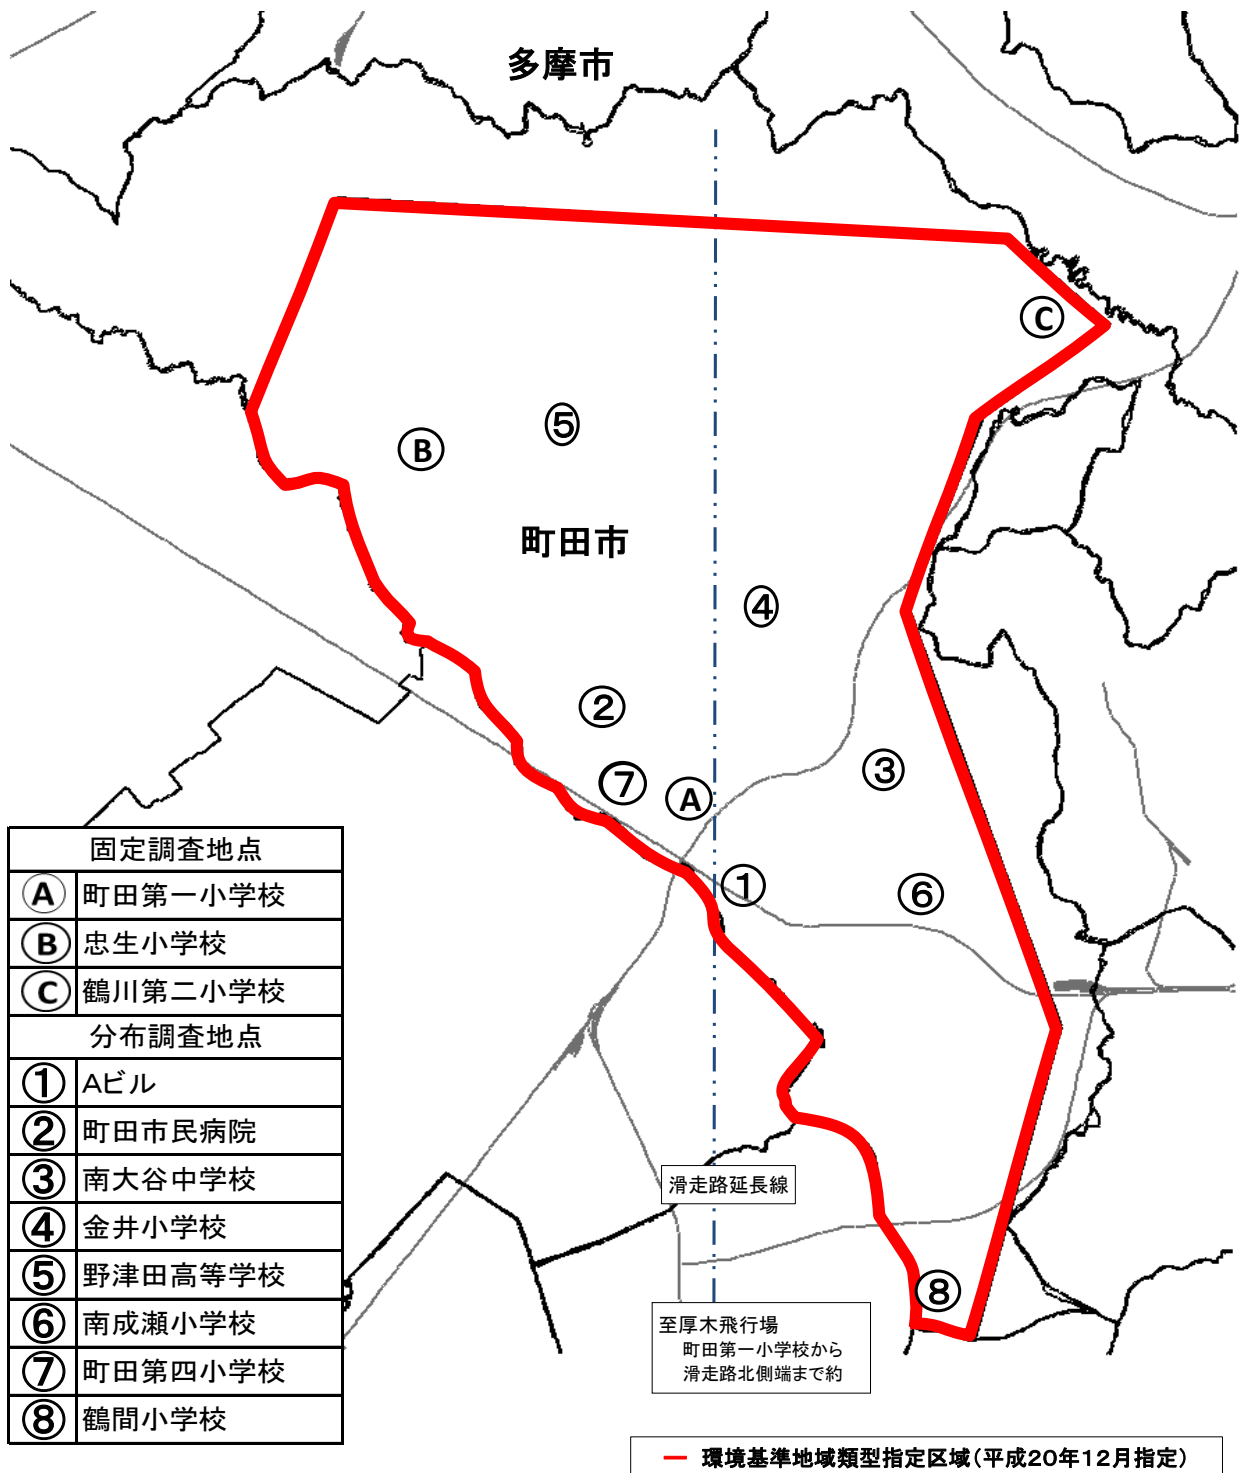 多摩市
Ⓒ
⑤
Ⓑ
町田市
④
②
③
⑦
Ⓐ
①
⑥
固定調査地点
Ⓐ 町田第一小学校
Ⓑ 忠生小学校
Ⓒ 鶴川第二小学校
分布調査地点
① Aビル
② 町田市民病院
③ 南大谷中学校
④ 金井小学校
⑤ 野津田高等学校
⑥ 南成瀬小学校
⑦ 町田第四小学校
⑧ 鶴間小学校
滑走路延長線
⑧
至厚木飛行場
町田第一小学校から
滑走路北側端まで約
環境基準地域類型指定区域(平成20年12月指定)